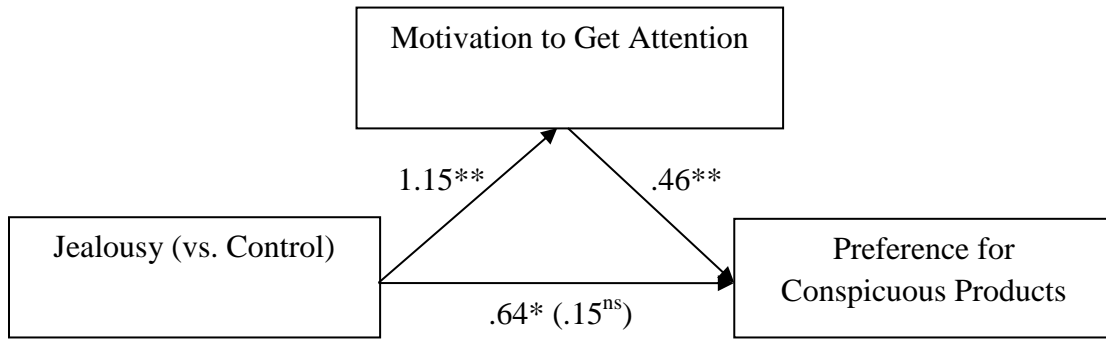 Motivation to Get Attention
1.15**
.46**
Jealousy (vs. Control)
Preference for
Conspicuous Products
.64* (.15ⁿˢ)